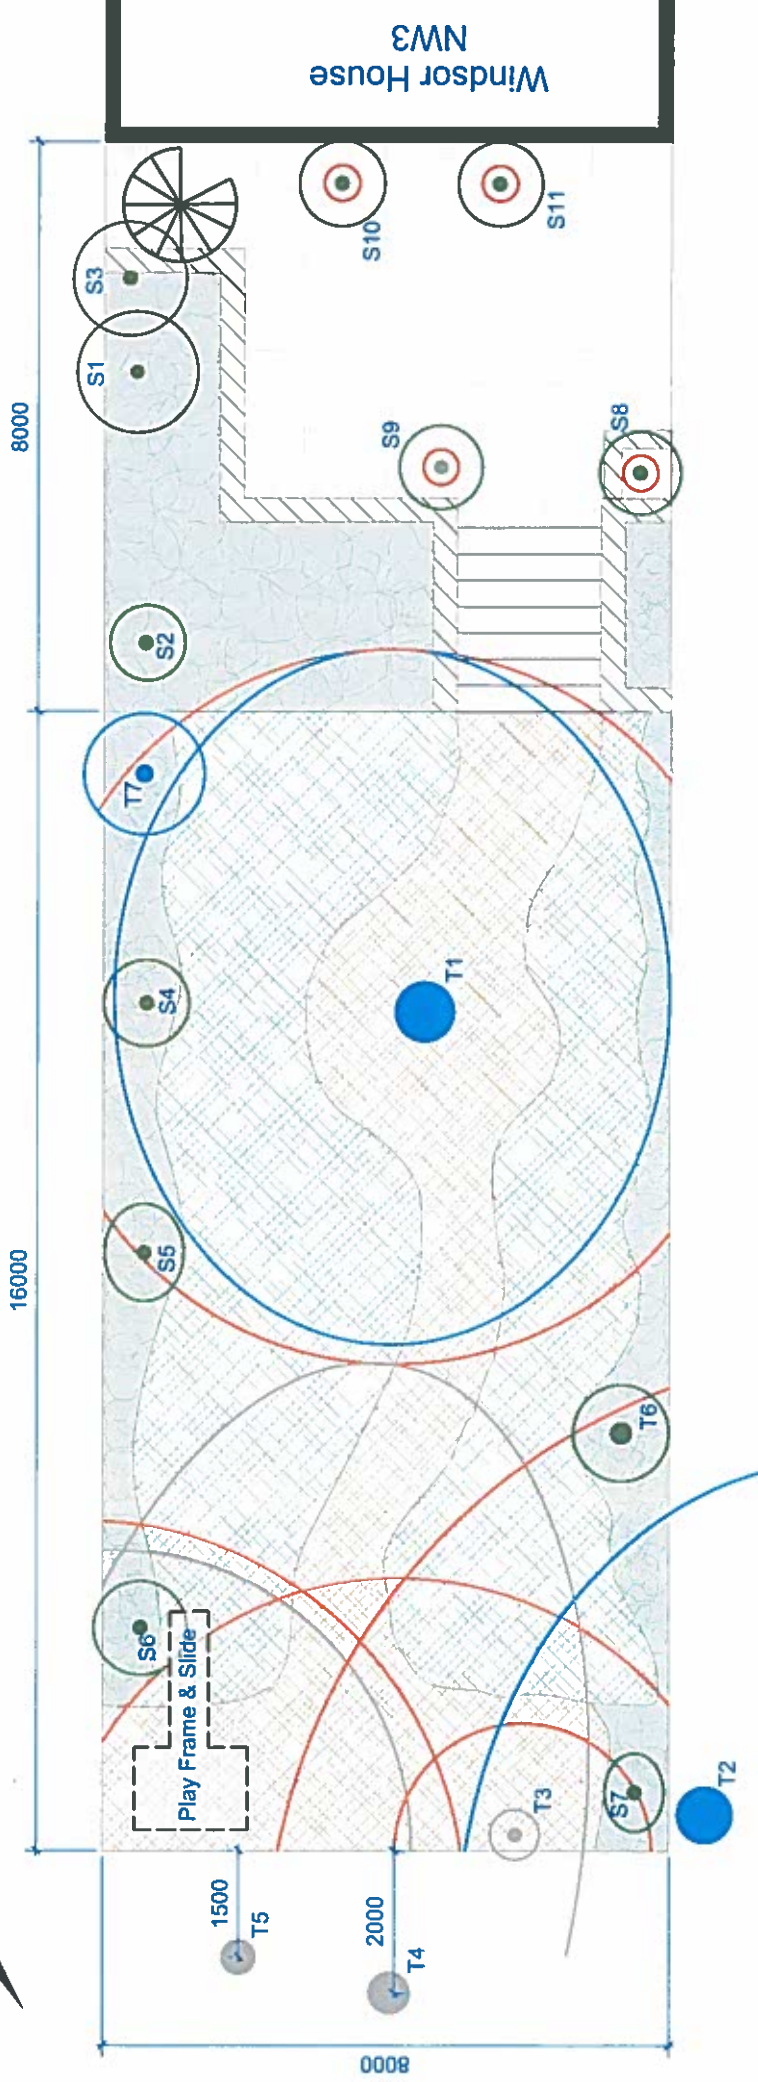 Windsor House
NW3
S10
S11
S3
S1
8000
S9
S8
S2
T7
S4
T1
S5
16000
T6
S6
Play Frame & Slide
S7
T3
T2
1500
T5
2000
T4
8000